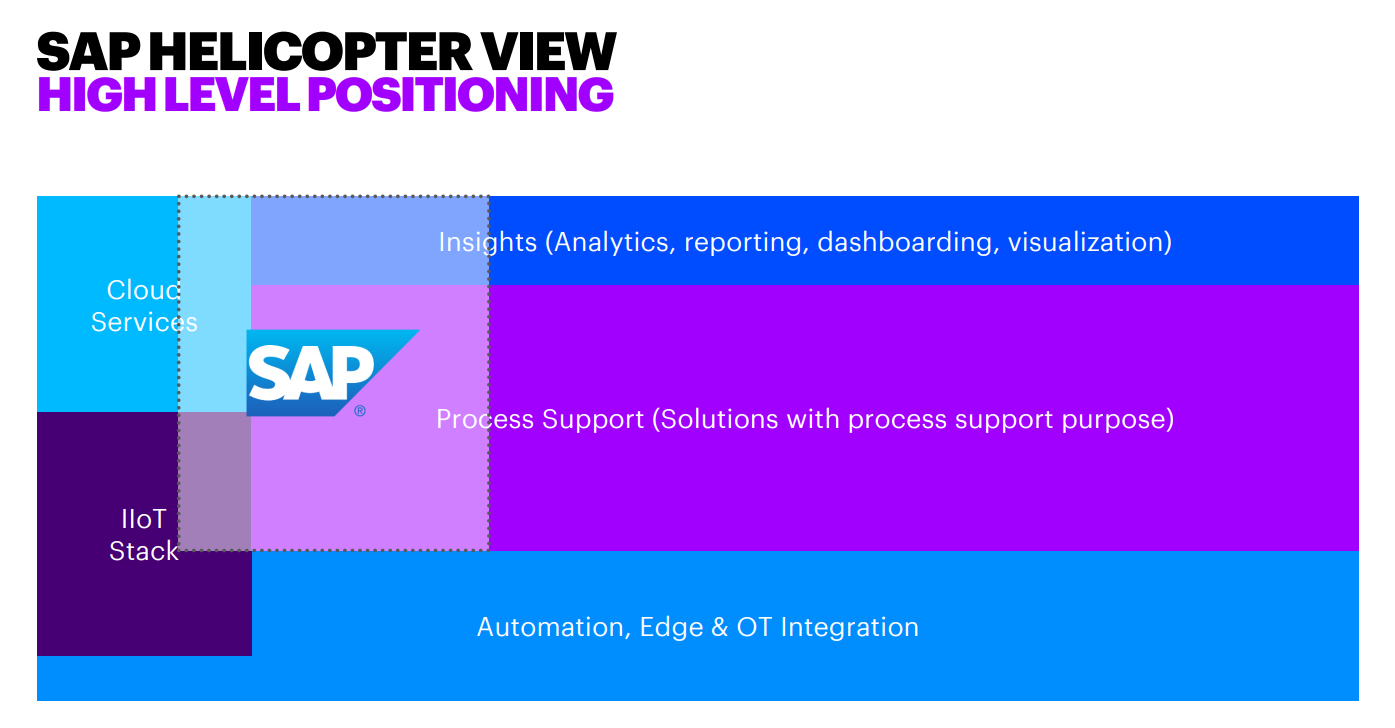 SAP HELICOPTER VIEW
HIGH LEVEL POSITIONING
Insights (Analytics, reporting, dashboarding, visualization)
Cloud
Services
SAP
®
Process Support (Solutions with process support purpose)
IIoT
Stack
Automation, Edge & OT Integration